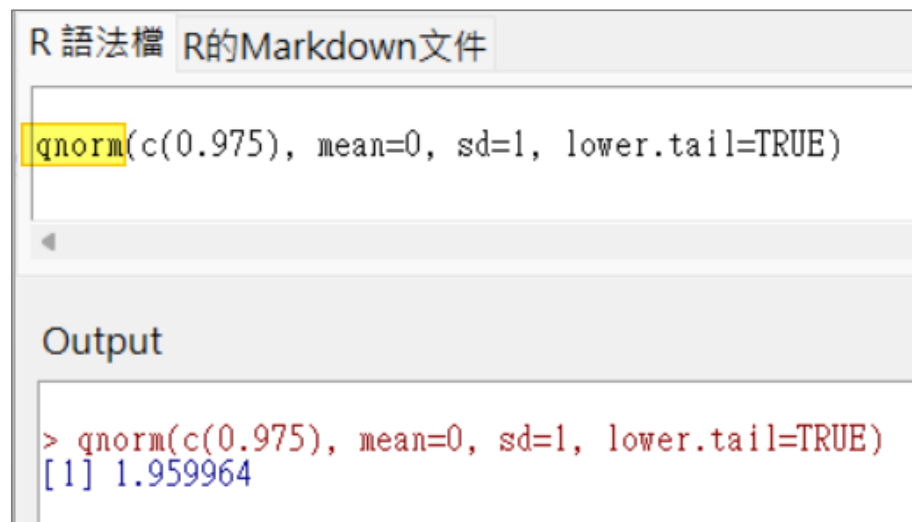 R 語法檔 R的Markdown文件
qnorm(c(0.975), mean=0, sd=1, lower.tail=TRUE)
Output
> qnorm(c(0.975), mean=0, sd=1, lower.tail=TRUE)
[1] 1.959964